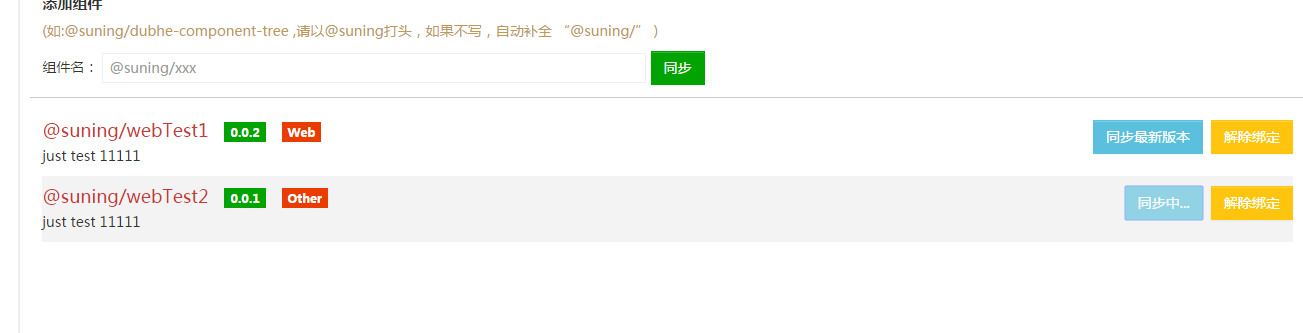 添加组件
(如:@suning/dubhe-component-tree ,请以@suning打头，如果不写，自动补全 “@suning/” )
组件名： @suning/xxx 同步
@suning/webTest1 0.0.2 Web 同步最新版本 解除绑定
just test 11111
@suning/webTest2 0.0.1 Other 同步中... 解除绑定
just test 11111